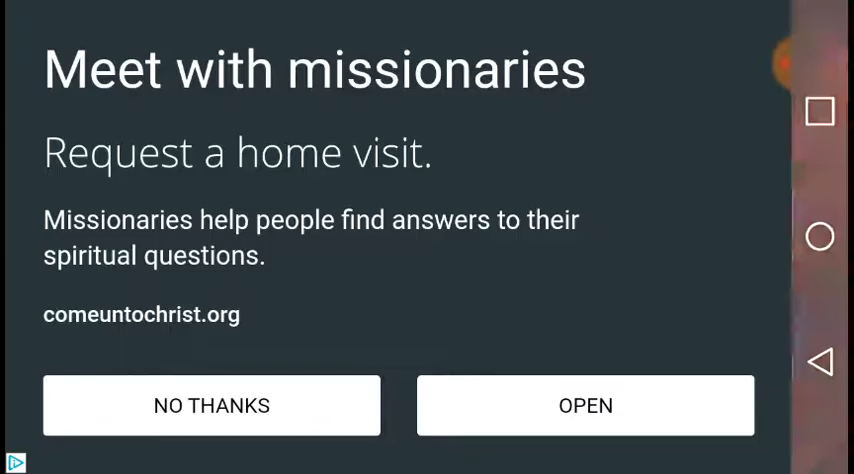 Meet with missionaries
Request a home visit.
Missionaries help people find answers to their
spiritual questions.
comeuntochrist.org
NO THANKS
OPEN